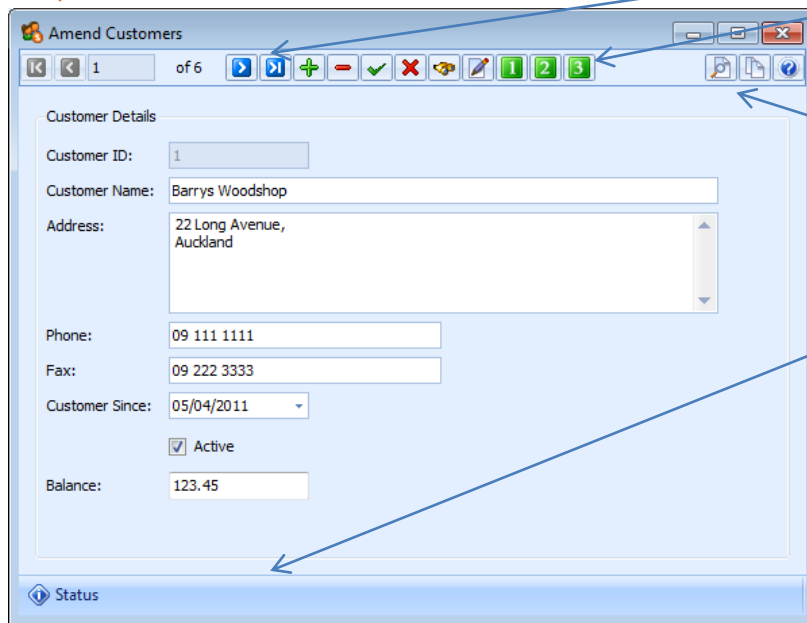 Amend Customers
1 of 6 1 2 3
Customer Details
Customer ID: 1
Customer Name: Barrys Woodshop
Address: 22 Long Avenue,
Auckland
Phone: 09 111 1111
Fax: 09 222 3333
Customer Since: 05/04/2011
Active
Balance: 123.45
Status